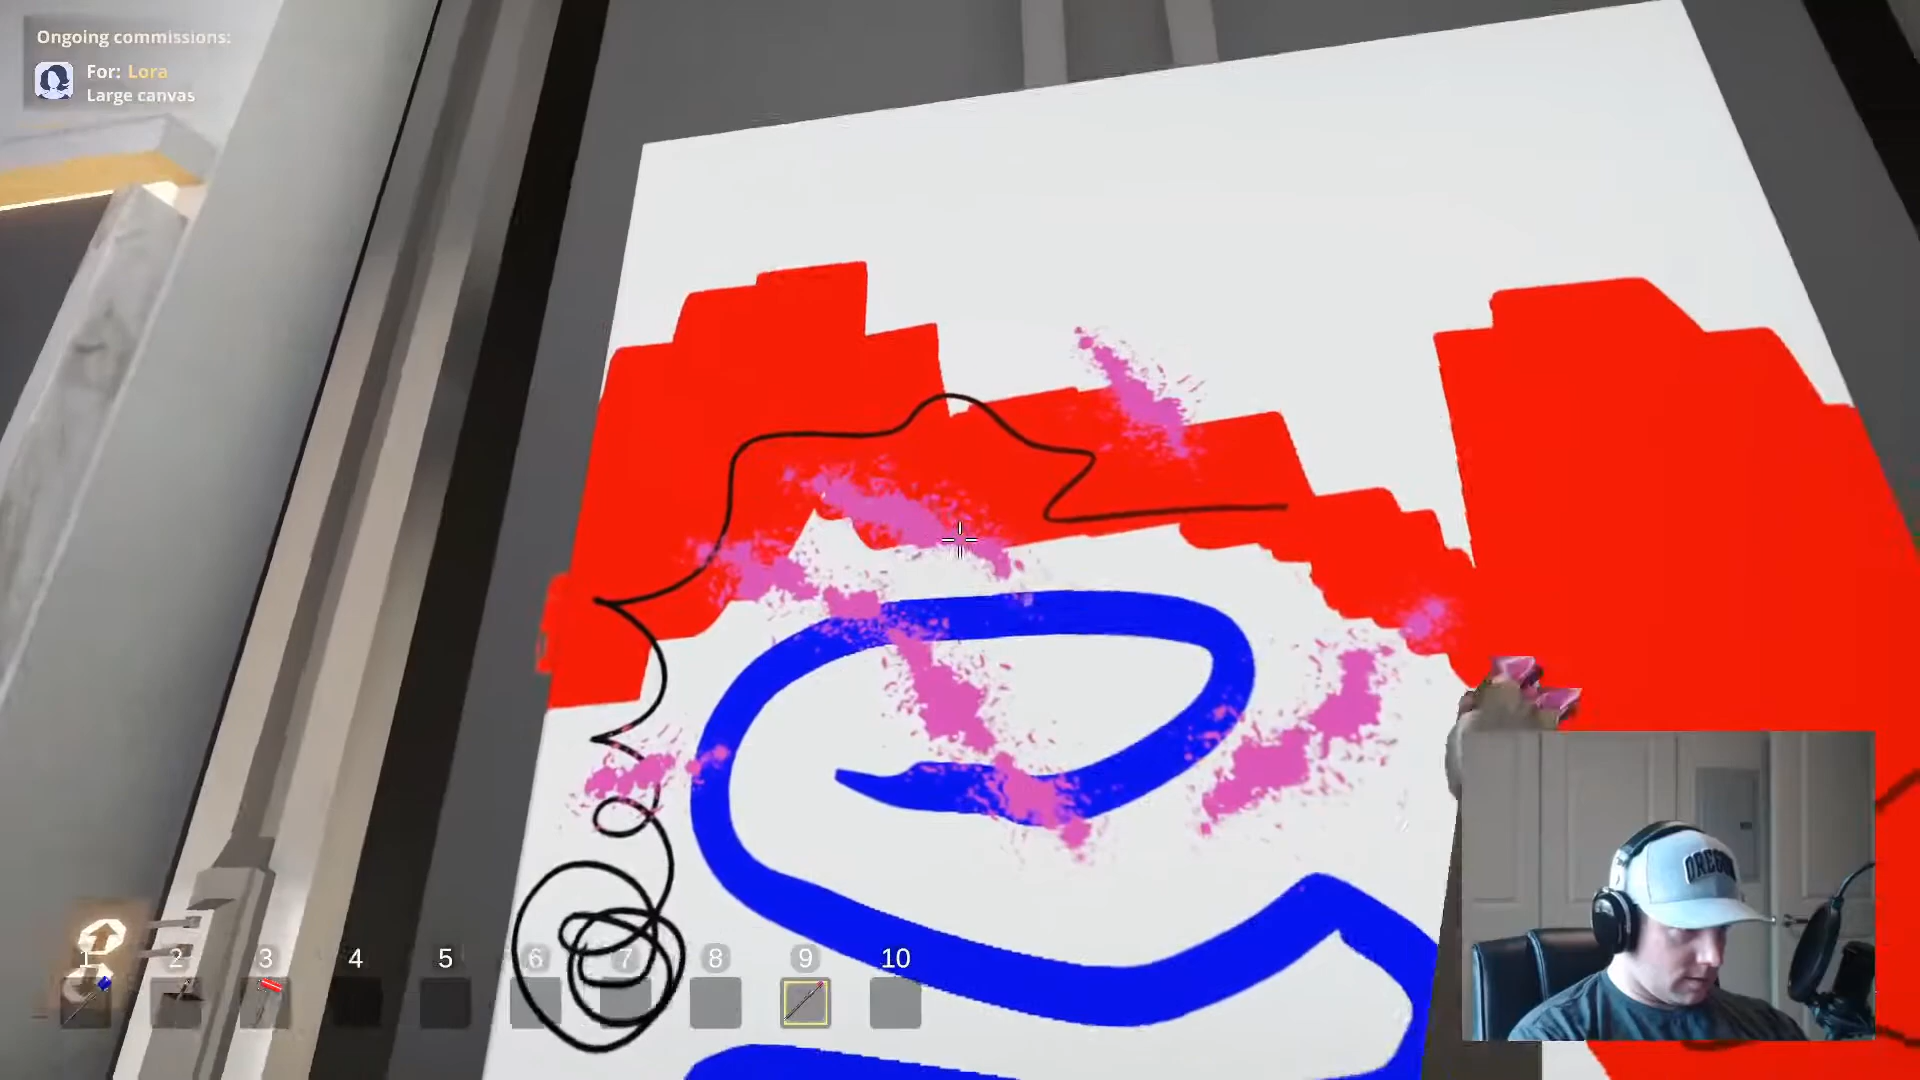 Ongoing commissions:
For: Lora
Large canvas
1 2 3 4 5 6 7 8 9 10
OREGON